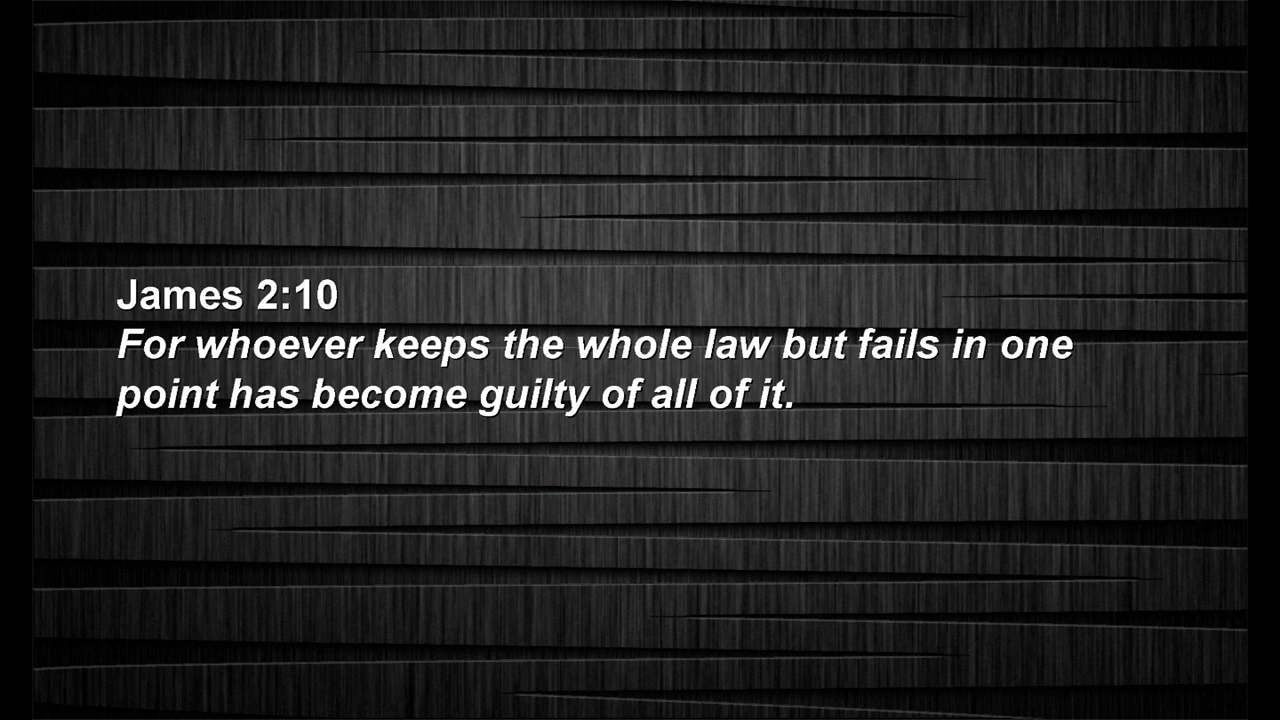 James 2:10
For whoever keeps the whole law but fails in one
point has become guilty of all of it.